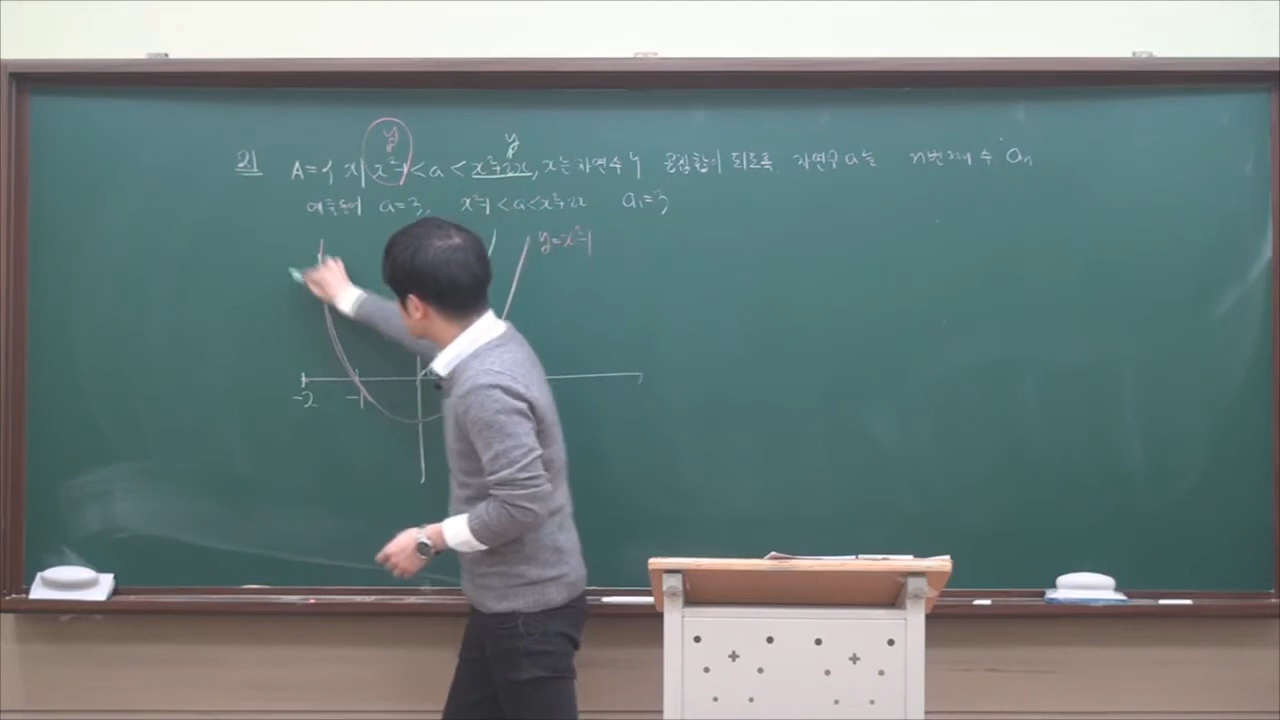 21 A={x| x²-1<a<x²+2x, x는 자연수} 공집합이 되도록 자연수 a는 n번째 수 aₙ
y y
예를들어 a=3, x²-1<a<x²+2x a₁=3
y=x²-1
-2 -1